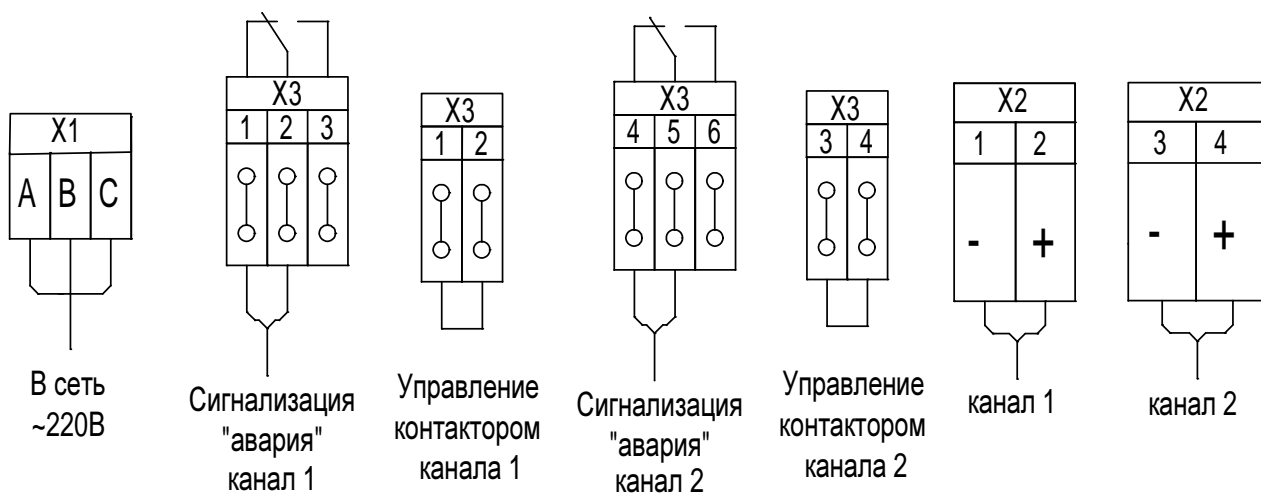 X1
A B C
В сеть
~220В
X3
1 2 3
Сигнализация
"авария"
канал 1
X3
1 2
Управление
контактором
канала 1
X3
4 5 6
Сигнализация
"авария"
канал 2
X3
3 4
Управление
контактором
канала 2
X2
1 2
- +
канал 1
X2
3 4
- +
канал 2